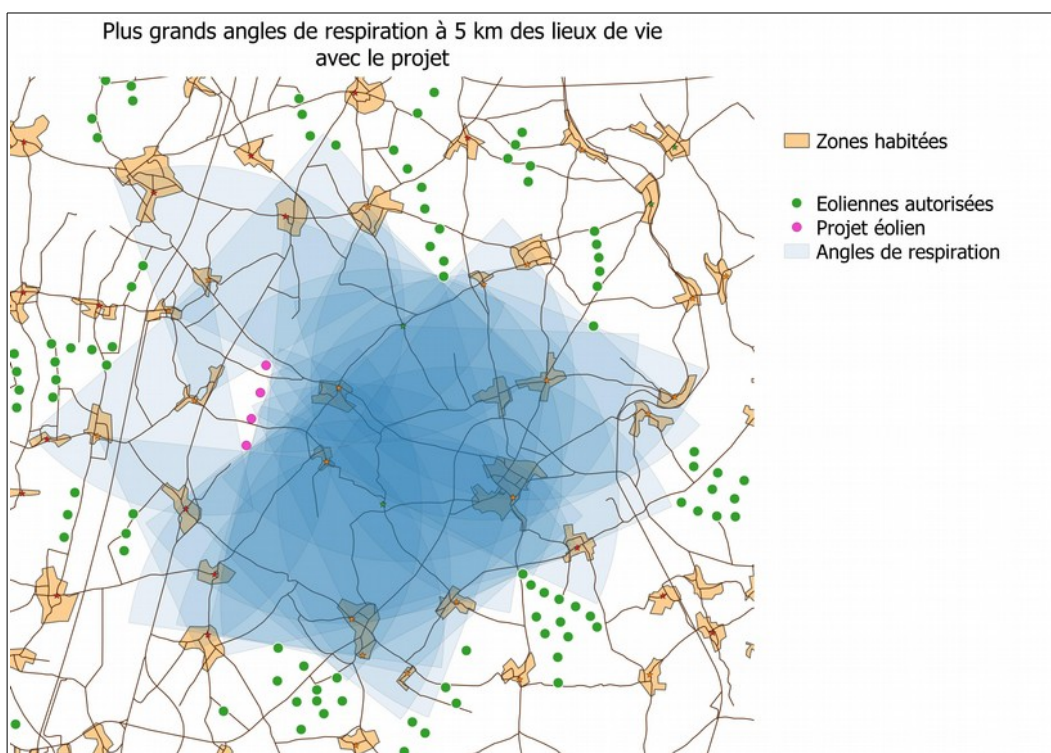 Plus grands angles de respiration à 5 km des lieux de vie
avec le projet
Zones habitées
Eoliennes autorisées
Projet éolien
Angles de respiration